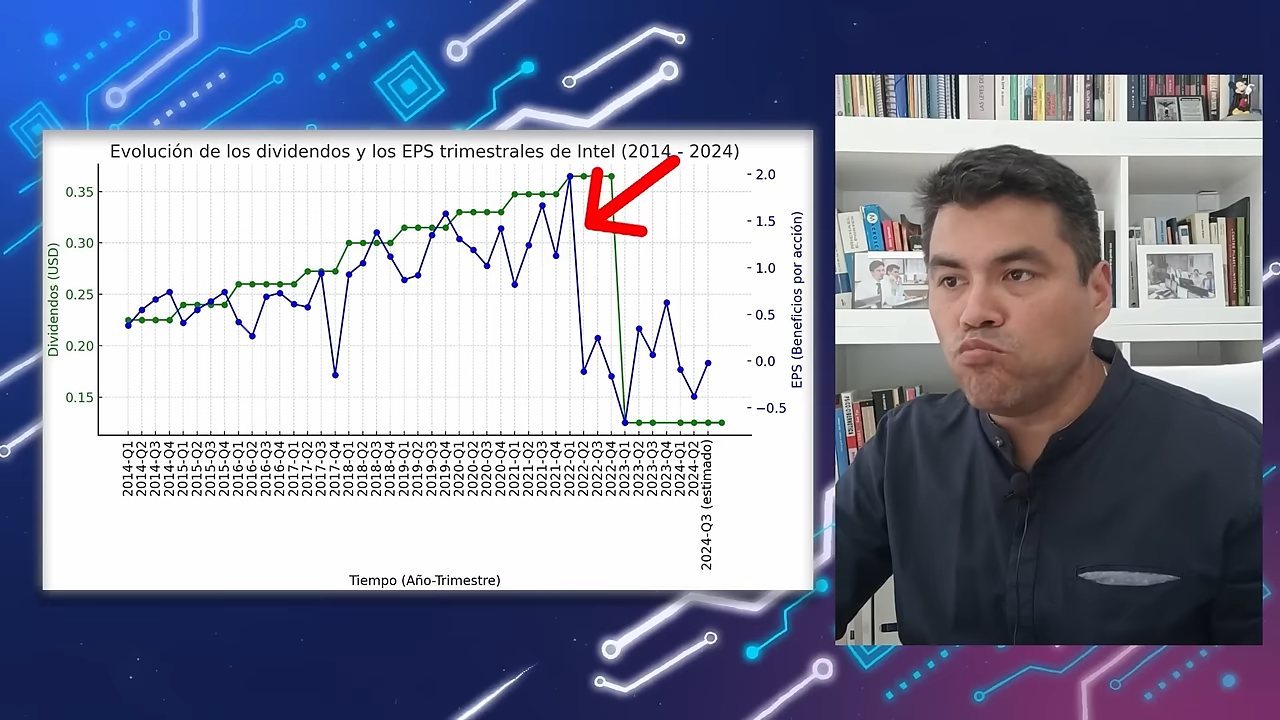 Evolución de los dividendos y los EPS trimestrales de Intel (2014 - 2024)
Dividendos (USD)
0.35
0.30
0.25
0.20
0.15
2.0
1.5
1.0
0.5
0.0
−0.5
EPS (Beneficios por acción)
2014-Q1
2014-Q2
2014-Q3
2014-Q4
2015-Q1
2015-Q2
2015-Q3
2015-Q4
2016-Q1
2016-Q2
2016-Q3
2016-Q4
2017-Q1
2017-Q2
2017-Q3
2017-Q4
2018-Q1
2018-Q2
2018-Q3
2018-Q4
2019-Q1
2019-Q2
2019-Q3
2019-Q4
2020-Q1
2020-Q2
2020-Q3
2020-Q4
2021-Q1
2021-Q2
2021-Q3
2021-Q4
2022-Q1
2022-Q2
2022-Q3
2022-Q4
2023-Q1
2023-Q2
2023-Q3
2023-Q4
2024-Q1
2024-Q2
2024-Q3 (estimado)
Tiempo (Año-Trimestre)